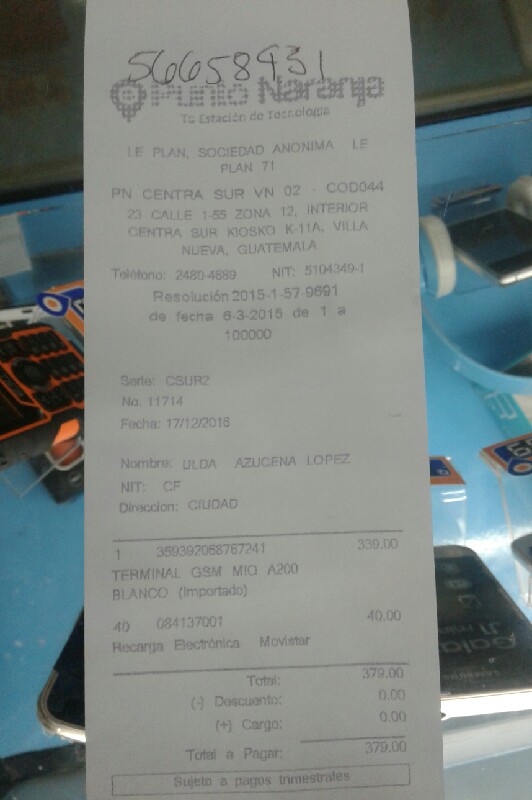 56658931
Punto Naranja
Tu Estación de Tecnología
LE PLAN, SOCIEDAD ANONIMA LE
PLAN 71
PN CENTRA SUR VN 02 - COD044
23 CALLE 1-55 ZONA 12, INTERIOR
CENTRA SUR KIOSKO K-11A, VILLA
NUEVA, GUATEMALA
Teléfono: 2480-4889 NIT: 5104349-1
Resolución 2015-1-57-9691
de fecha 6-3-2015 de 1 a
100000
Serie: CSUR2
No. 11714
Fecha: 17/12/2016
Nombre: ULDA AZUCENA LOPEZ
NIT: CF
Direccion: CIUDAD
1 359392068767241 339.00
TERMINAL GSM MIQ A200
BLANCO (Importado)
40 084137001 40.00
Recarga Electrónica Movistar
Total: 379.00
(-) Descuento: 0.00
(+) Cargo: 0.00
Total a Pagar: 379.00
Sujeto a pagos trimestrales